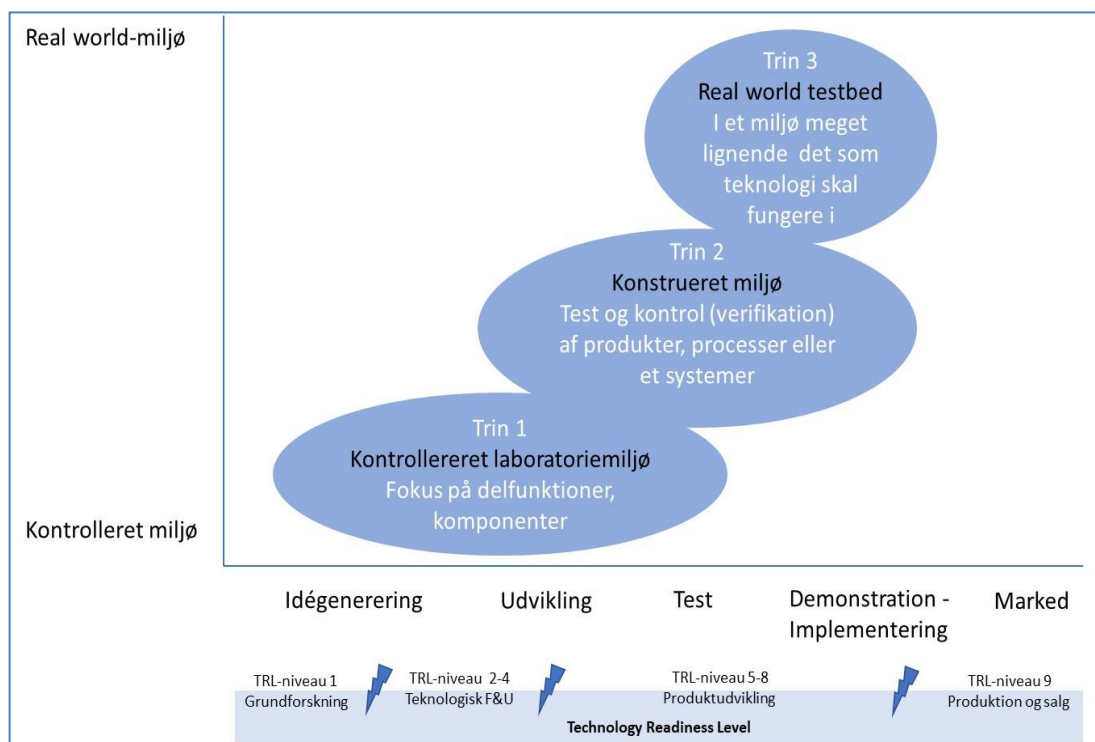 Real world-miljø
Trin 3
Real world testbed
I et miljø meget
lignende det som
teknologi skal
fungere i
Trin 2
Konstrueret miljø
Test og kontrol (verifikation)
af produkter, processer eller
et systemer
Trin 1
Kontrollereret laboratoriemiljø
Fokus på delfunktioner,
komponenter
Kontrolleret miljø
Idégenerering
Udvikling
Test
Demonstration -
Implementering
Marked
TRL-niveau 1
Grundforskning
TRL-niveau 2-4
Teknologisk F&U
TRL-niveau 5-8
Produktudvikling
TRL-niveau 9
Produktion og salg
Technology Readiness Level